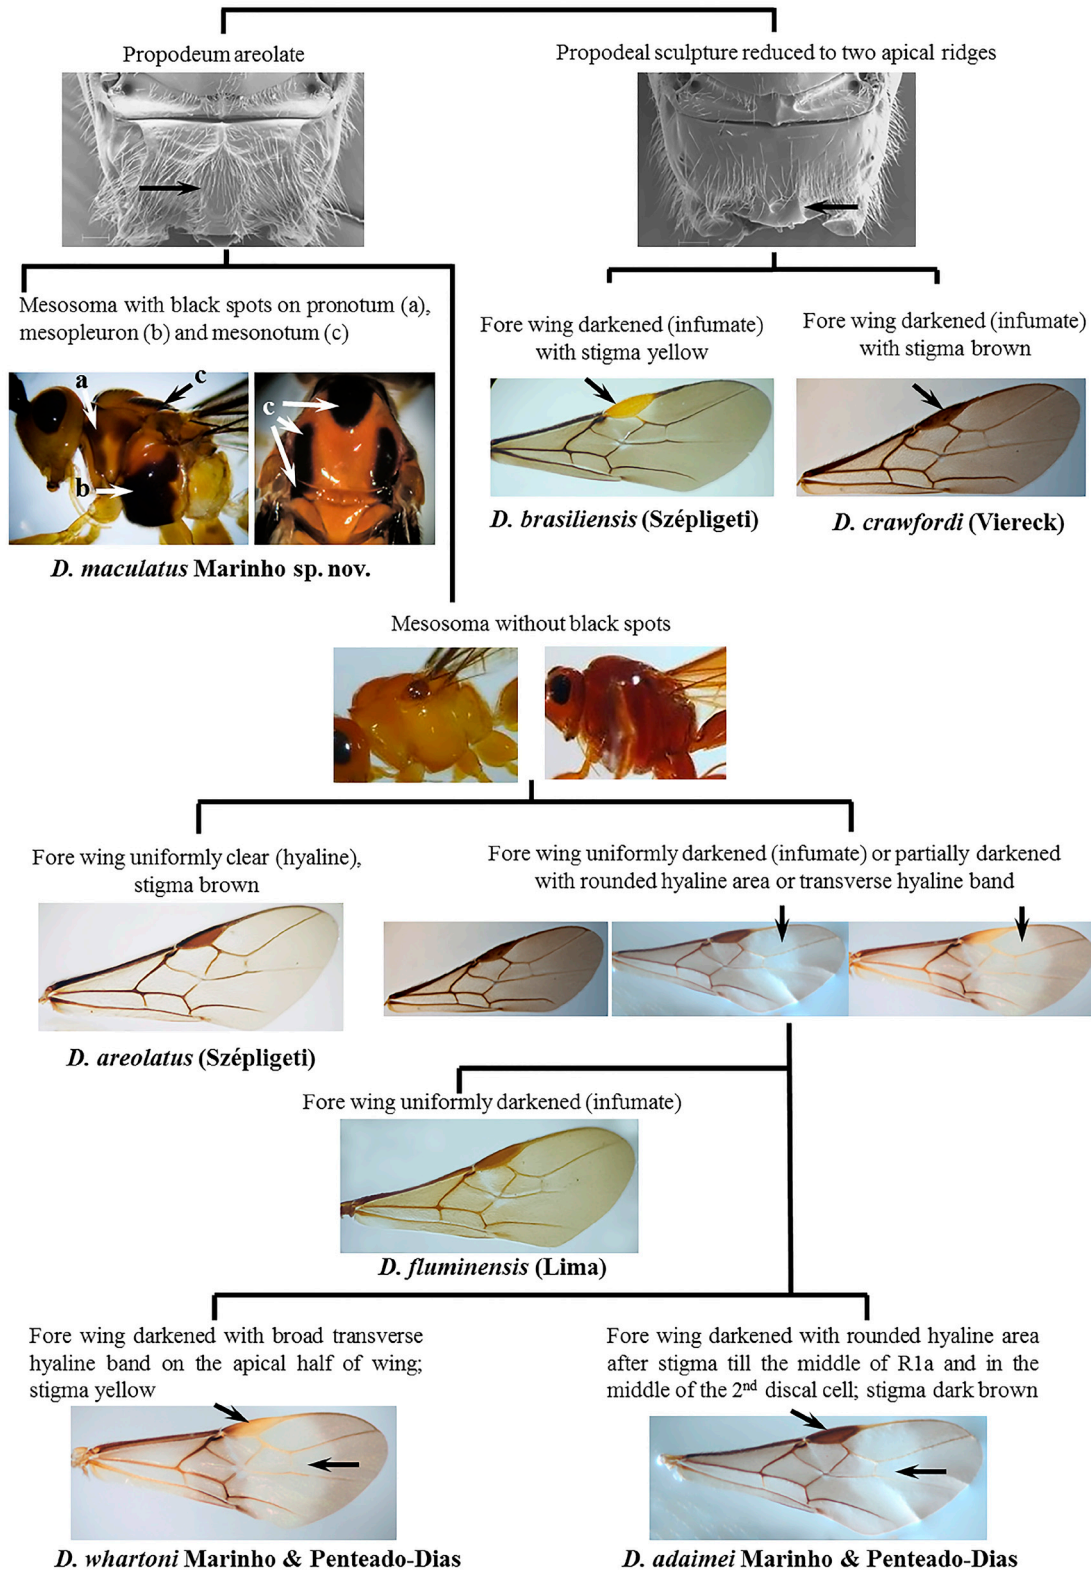 Propodeum areolate
Propodeal sculpture reduced to two apical ridges
Mesosoma with black spots on pronotum (a),
mesopleuron (b) and mesonotum (c)
a
c
b
c
D. maculatus Marinho sp. nov.
Fore wing darkened (infumate)
with stigma yellow
D. brasiliensis (Szépligeti)
Fore wing darkened (infumate)
with stigma brown
D. crawfordi (Viereck)
Mesosoma without black spots
Fore wing uniformly clear (hyaline),
stigma brown
D. areolatus (Szépligeti)
Fore wing uniformly darkened (infumate) or partially darkened
with rounded hyaline area or transverse hyaline band
Fore wing uniformly darkened (infumate)
D. fluminensis (Lima)
Fore wing darkened with broad transverse
hyaline band on the apical half of wing;
stigma yellow
D. whartoni Marinho & Penteado-Dias
Fore wing darkened with rounded hyaline area
after stigma till the middle of R1a and in the
middle of the 2nd discal cell; stigma dark brown
D. adaimei Marinho & Penteado-Dias